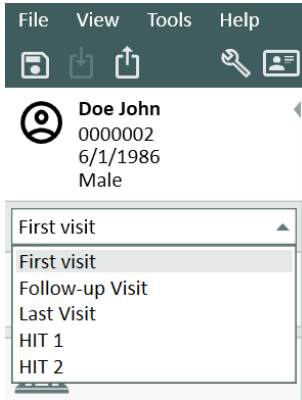 File View Tools Help
Doe John
0000002
6/1/1986
Male
First visit
First visit
Follow-up Visit
Last Visit
HIT 1
HIT 2